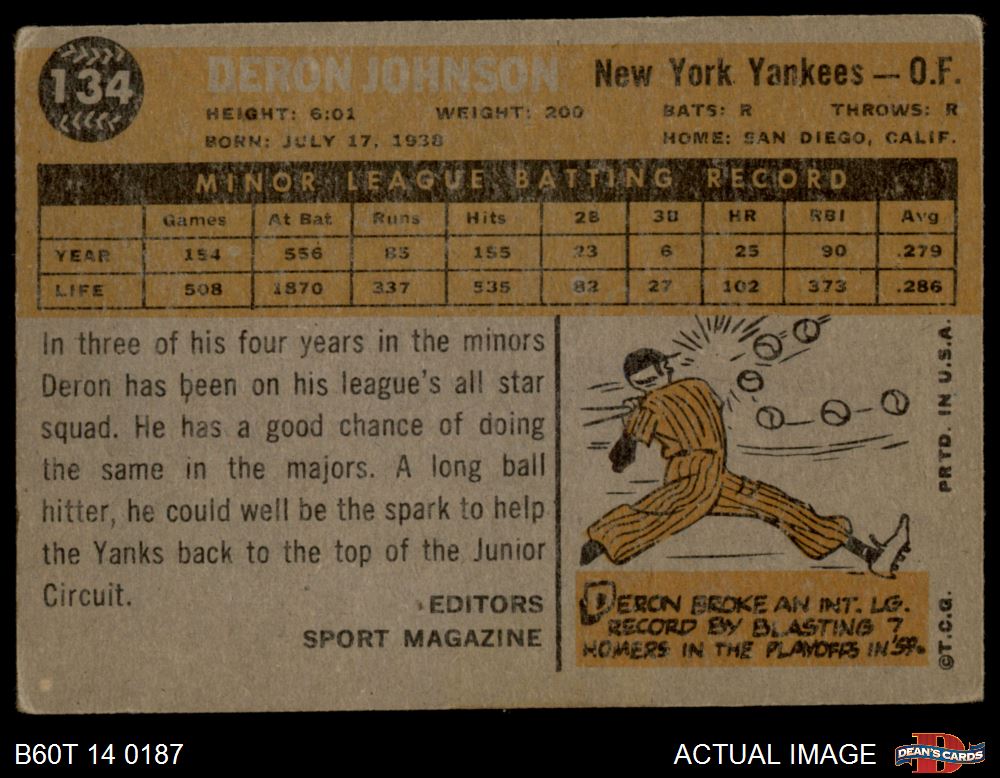 134
DERON JOHNSON New York Yankees — O.F.
HEIGHT: 6:01 WEIGHT: 200 BATS: R THROWS: R
BORN: JULY 17, 1938 HOME: SAN DIEGO, CALIF.
MINOR LEAGUE BATTING RECORD
Games At Bat Runs Hits 2B 3B HR RBI Avg
YEAR 154 556 85 155 23 6 25 90 .279
LIFE 508 1870 337 535 82 27 102 373 .286
In three of his four years in the minors
Deron has been on his league's all star
squad. He has a good chance of doing
the same in the majors. A long ball
hitter, he could well be the spark to help
the Yanks back to the top of the Junior
Circuit.
EDITORS
SPORT MAGAZINE
DERON BROKE AN INT. LG.
RECORD BY BLASTING 7
HOMERS IN THE PLAYOFFS IN '59.
©T.C.G. PRTD. IN U.S.A.
B60T 14 0187 ACTUAL IMAGE DEAN'S CARDS